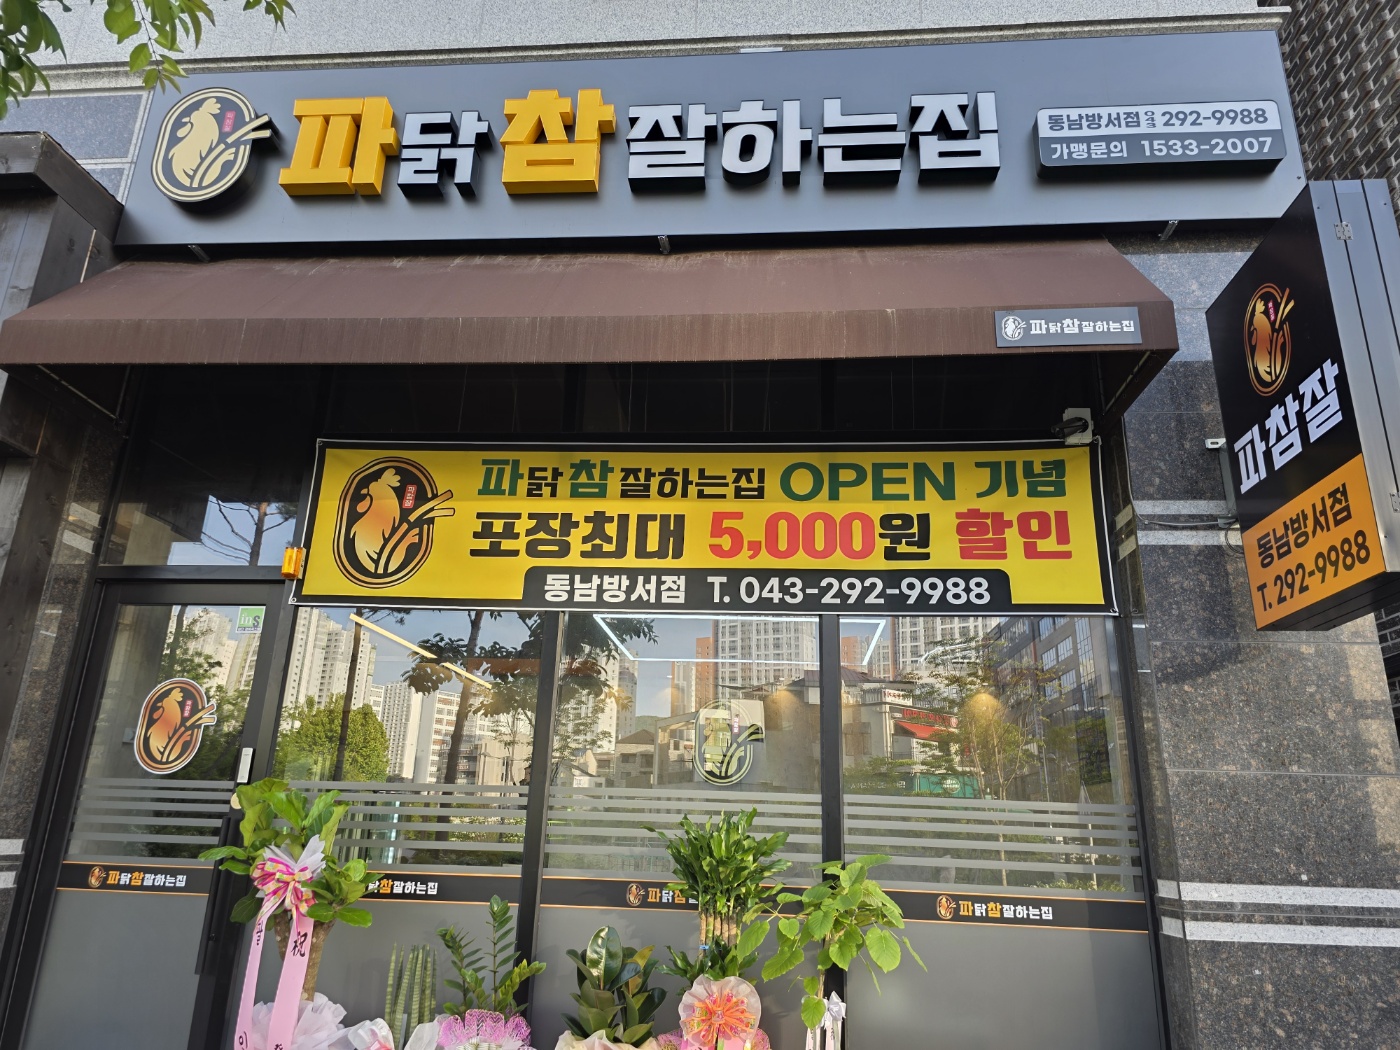 파닭참잘하는집
동남방서점 043 292-9988
가맹문의 1533-2007
파닭참잘하는집
파참잘
동남방서점
T. 292-9988
파닭참잘하는집 OPEN 기념
포장최대 5,000원 할인
동남방서점 T. 043-292-9988
파닭참잘하는집
닭참잘하는집
파닭참
파닭참잘하는집
祝